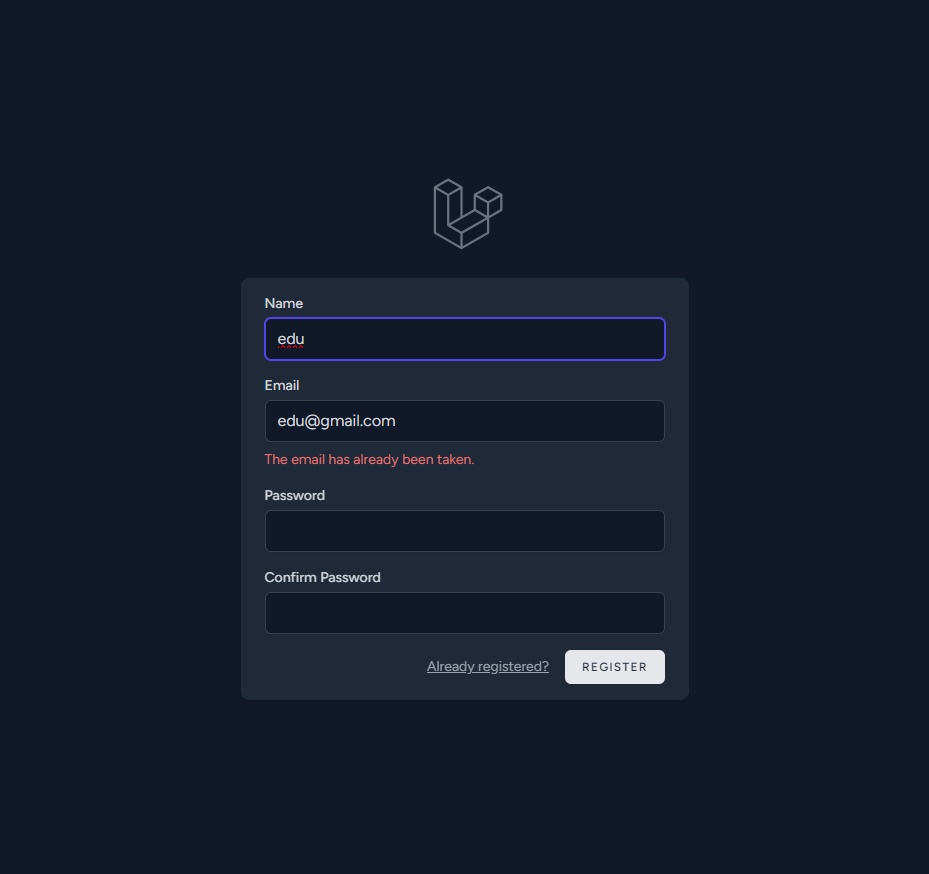 Name
edu
Email
edu@gmail.com
The email has already been taken.
Password
Confirm Password
Already registered? REGISTER